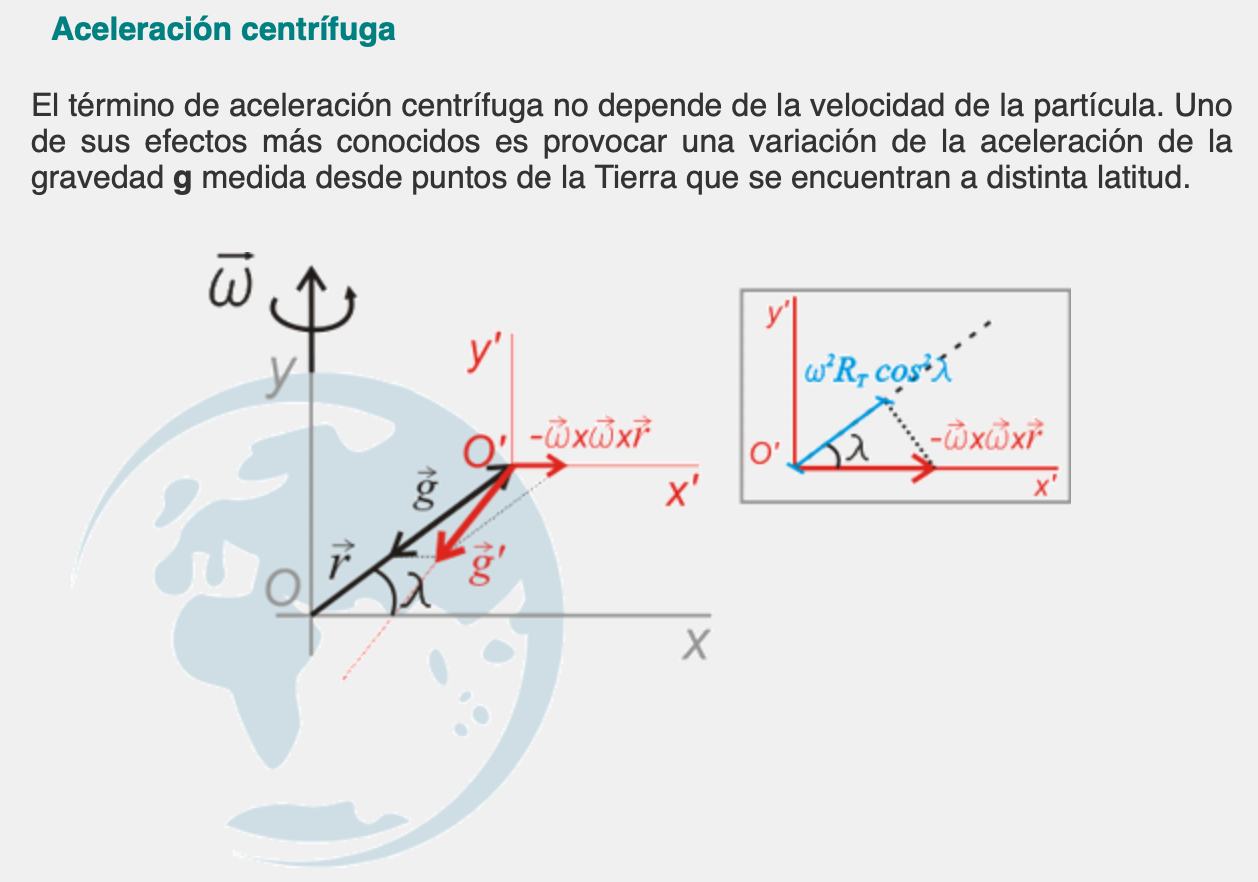 Aceleración centrífuga
El término de aceleración centrífuga no depende de la velocidad de la partícula. Uno
de sus efectos más conocidos es provocar una variación de la aceleración de la
gravedad g medida desde puntos de la Tierra que se encuentran a distinta latitud.
ω⃗
y
y'
O'
-ω⃗xω⃗xr⃗
x'
g⃗
r⃗
g⃗'
λ
O
x
y'
ω²R_T cos²λ
-ω⃗xω⃗xr⃗
O'
λ
x'